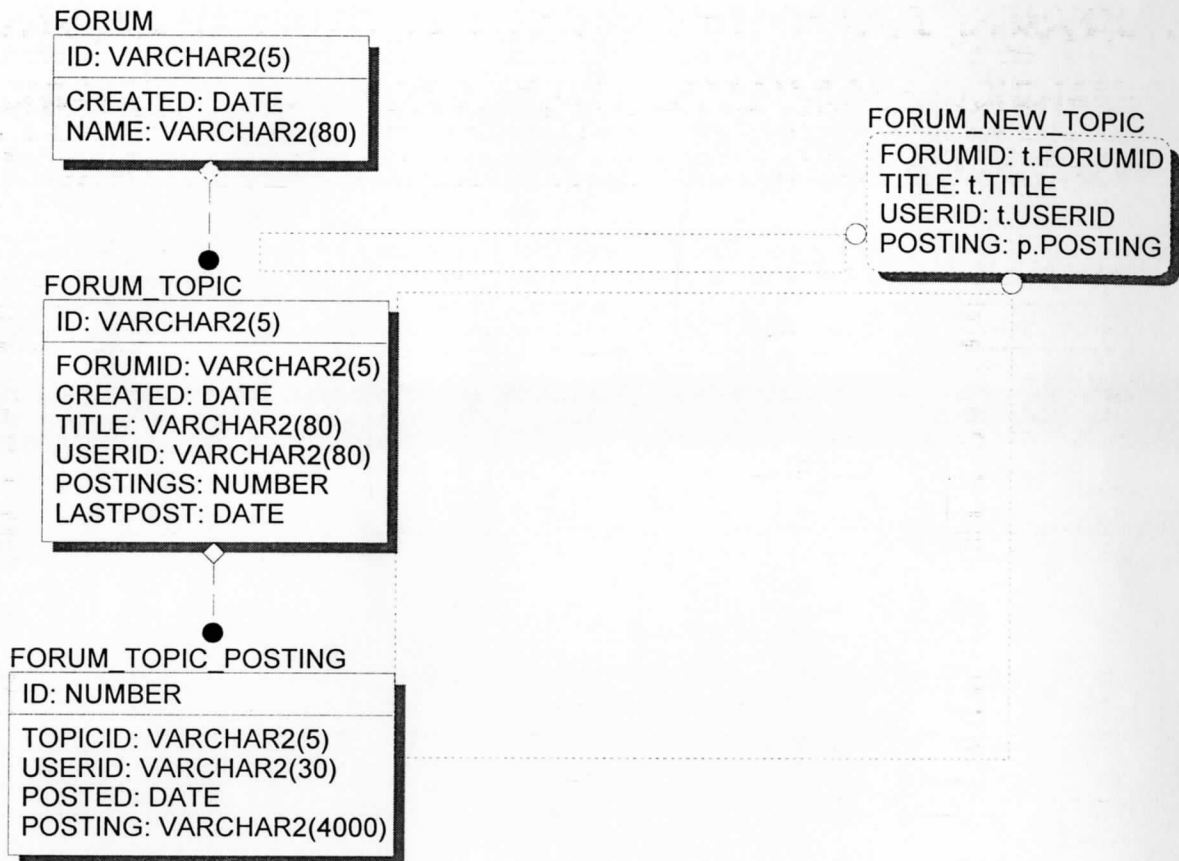 FORUM
ID: VARCHAR2(5)
CREATED: DATE
NAME: VARCHAR2(80)
FORUM_NEW_TOPIC
FORUMID: t.FORUMID
TITLE: t.TITLE
USERID: t.USERID
POSTING: p.POSTING
FORUM_TOPIC
ID: VARCHAR2(5)
FORUMID: VARCHAR2(5)
CREATED: DATE
TITLE: VARCHAR2(80)
USERID: VARCHAR2(80)
POSTINGS: NUMBER
LASTPOST: DATE
FORUM_TOPIC_POSTING
ID: NUMBER
TOPICID: VARCHAR2(5)
USERID: VARCHAR2(30)
POSTED: DATE
POSTING: VARCHAR2(4000)